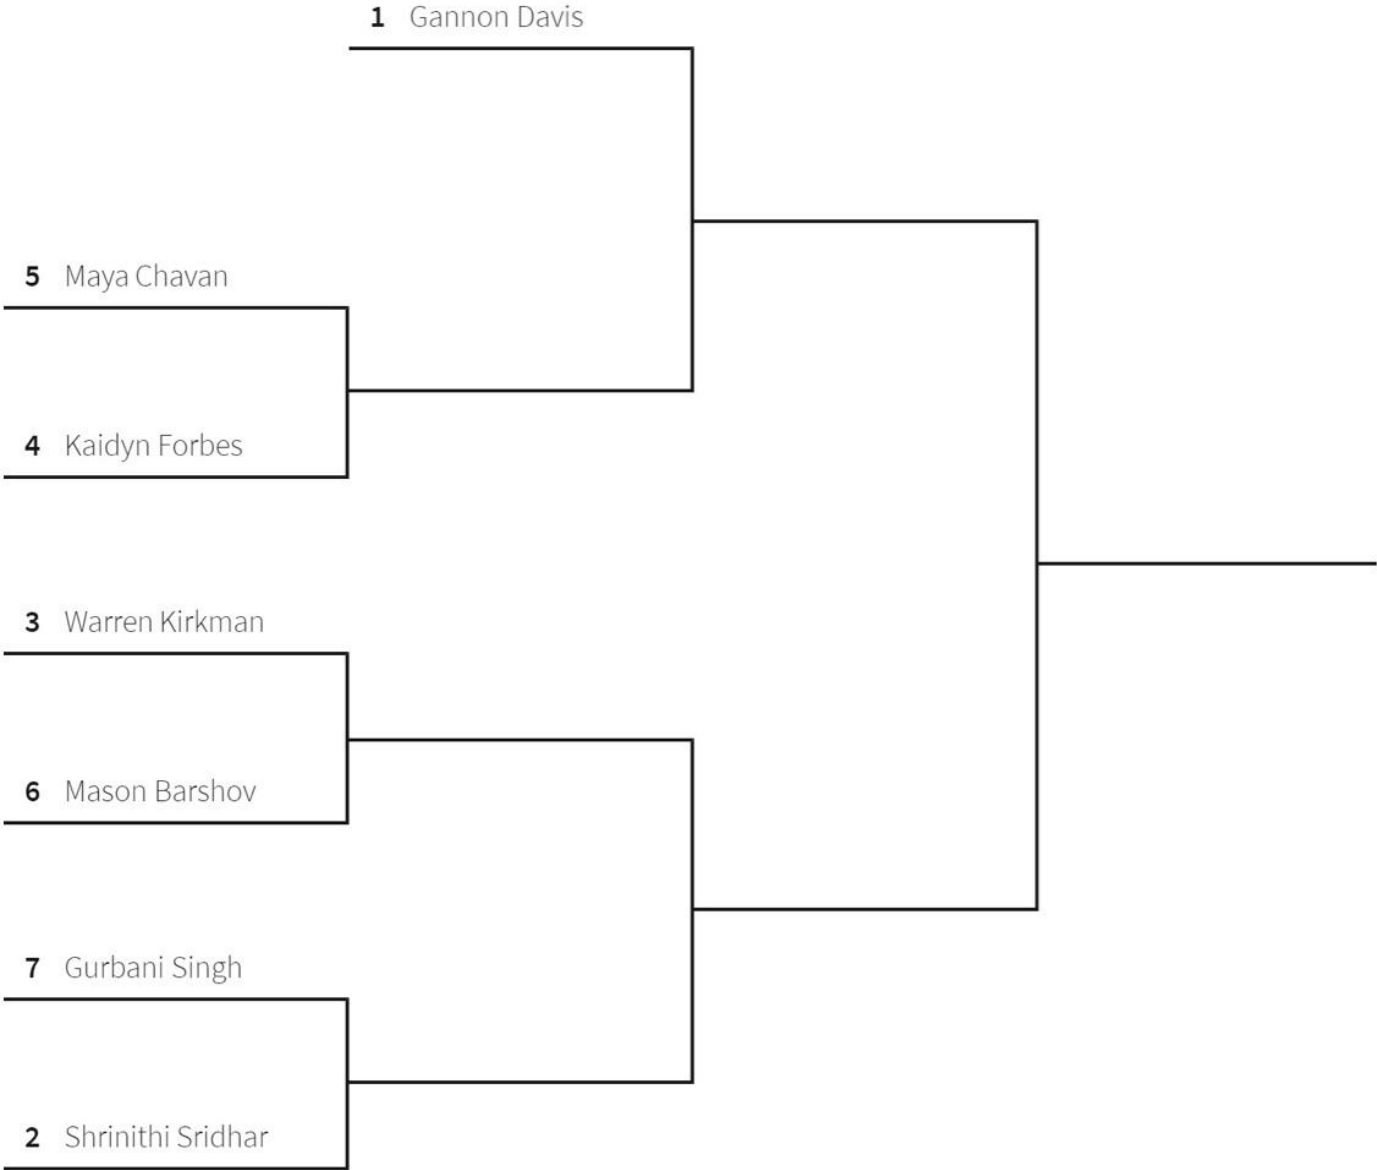 1 Gannon Davis
5 Maya Chavan
4 Kaidyn Forbes
3 Warren Kirkman
6 Mason Barshov
7 Gurbani Singh
2 Shrinithi Sridhar